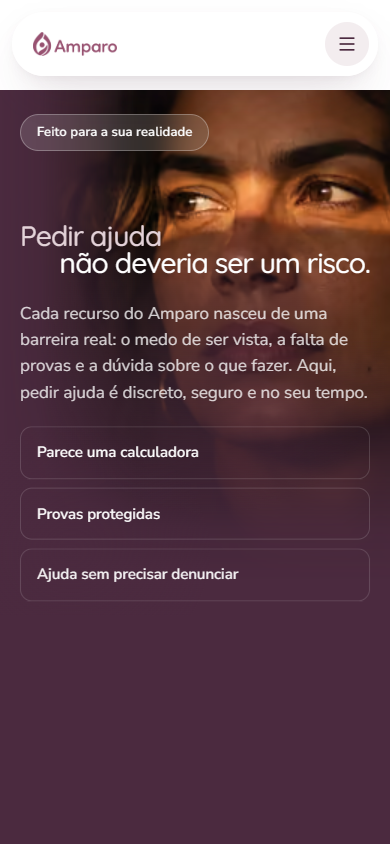 Amparo
Feito para a sua realidade
Pedir ajuda
não deveria ser um risco.
Cada recurso do Amparo nasceu de uma
barreira real: o medo de ser vista, a falta de
provas e a dúvida sobre o que fazer. Aqui,
pedir ajuda é discreto, seguro e no seu tempo.
Parece uma calculadora
Provas protegidas
Ajuda sem precisar denunciar